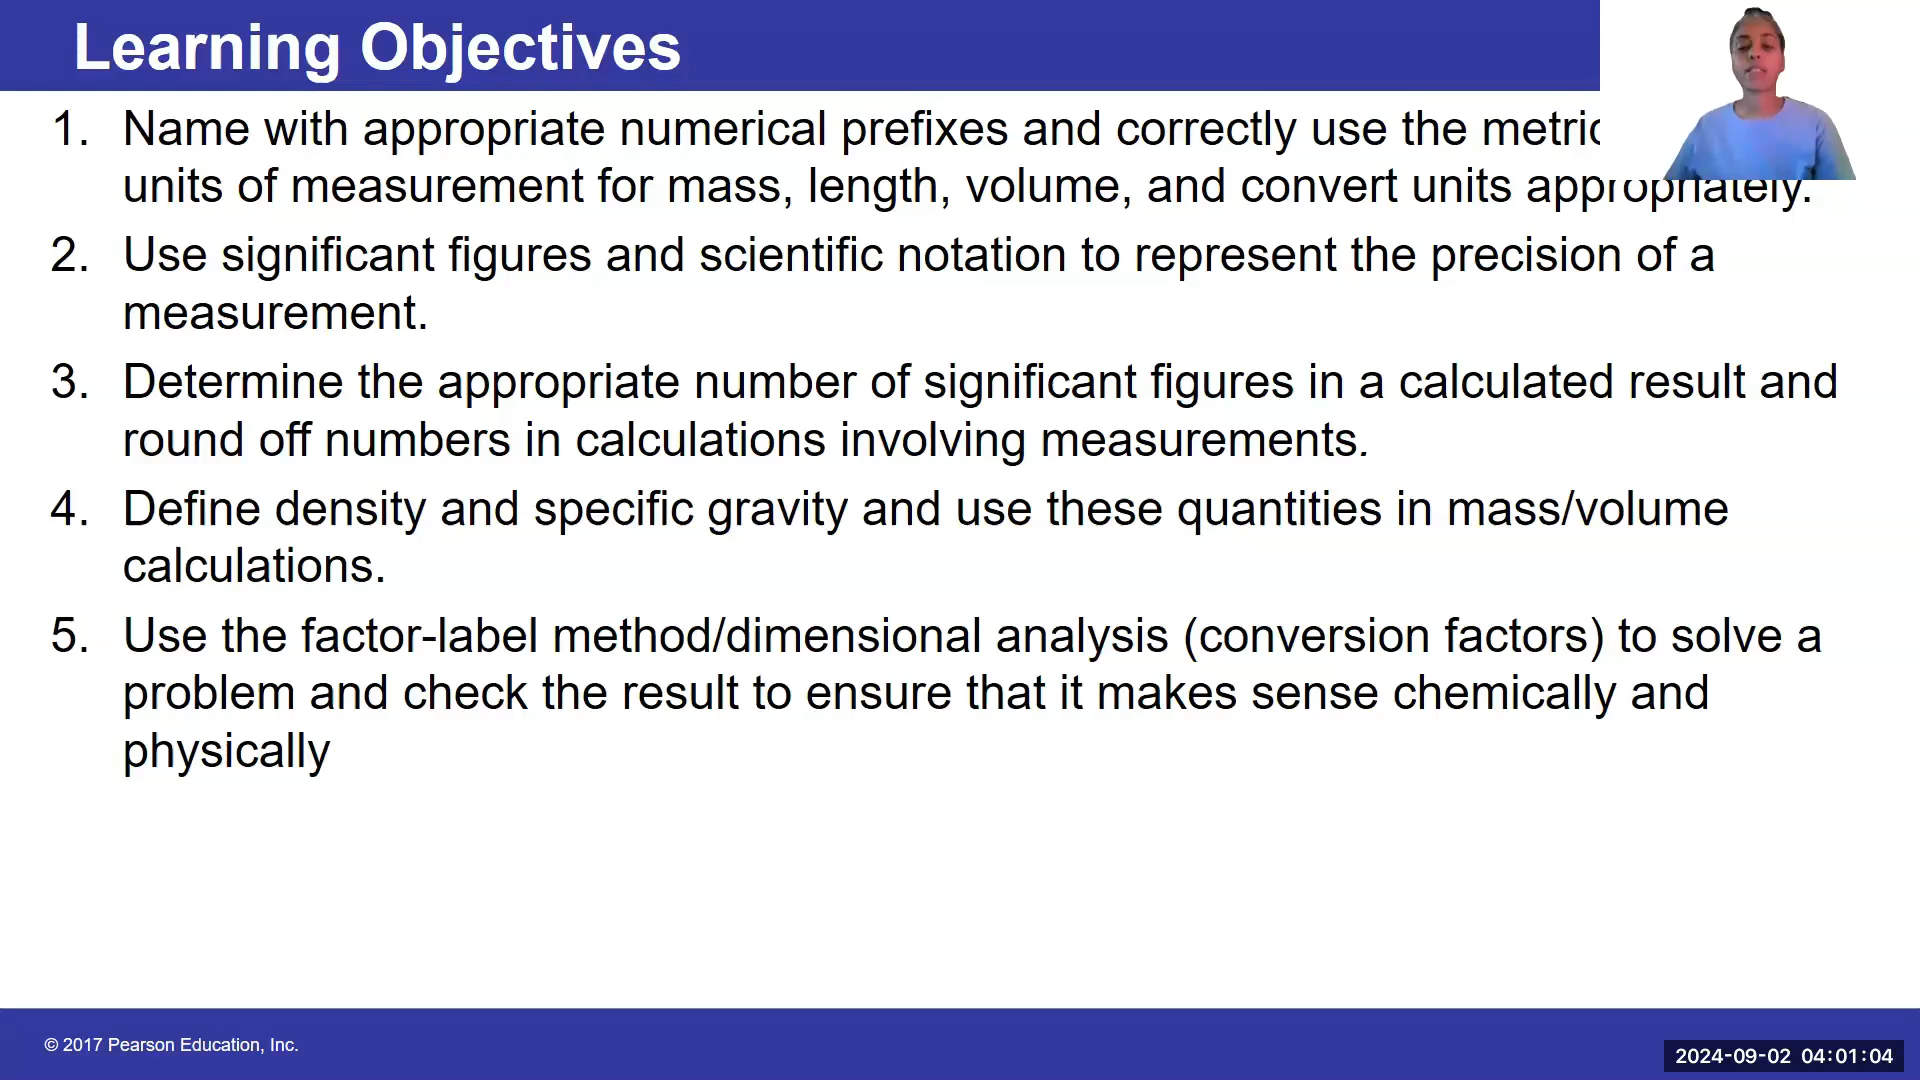 Learning Objectives
1. Name with appropriate numerical prefixes and correctly use the metric
units of measurement for mass, length, volume, and convert units appropriately.
2. Use significant figures and scientific notation to represent the precision of a
measurement.
3. Determine the appropriate number of significant figures in a calculated result and
round off numbers in calculations involving measurements.
4. Define density and specific gravity and use these quantities in mass/volume
calculations.
5. Use the factor-label method/dimensional analysis (conversion factors) to solve a
problem and check the result to ensure that it makes sense chemically and
physically
© 2017 Pearson Education, Inc.
2024-09-02 04:01:04